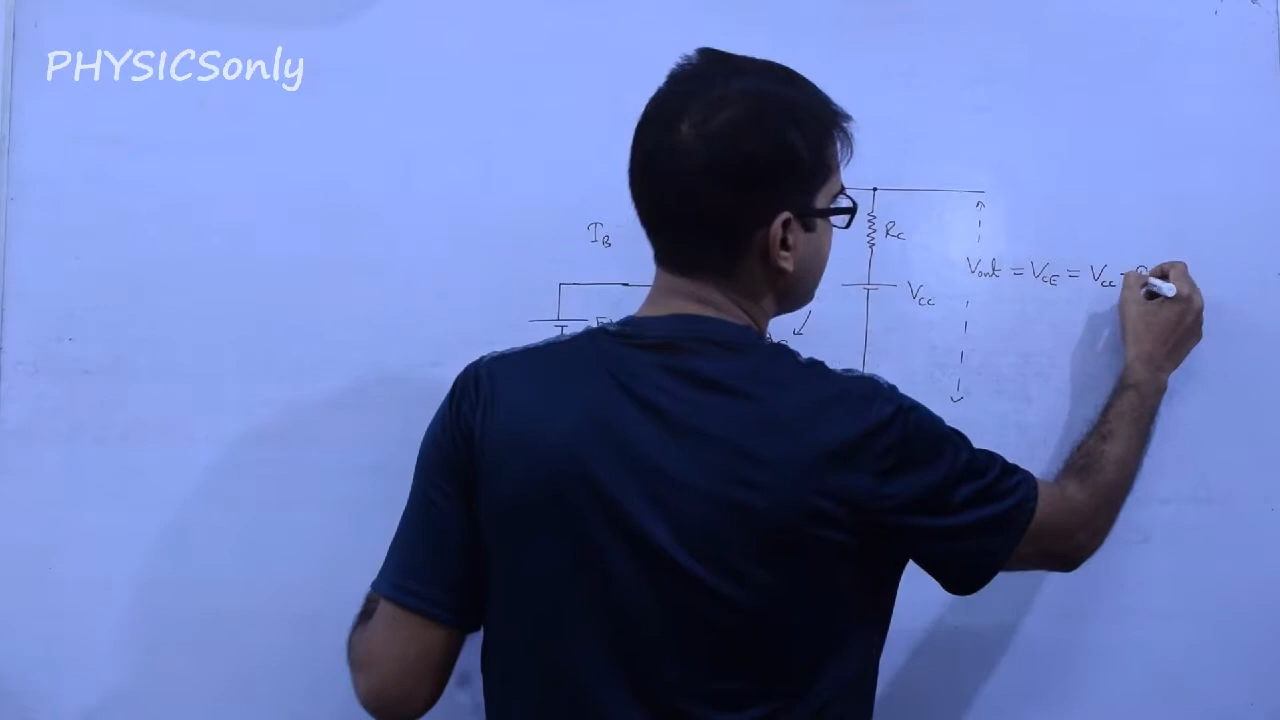 PHYSICSonly
I_B
R_C
V_out = V_CE = V_CC -
V_CC